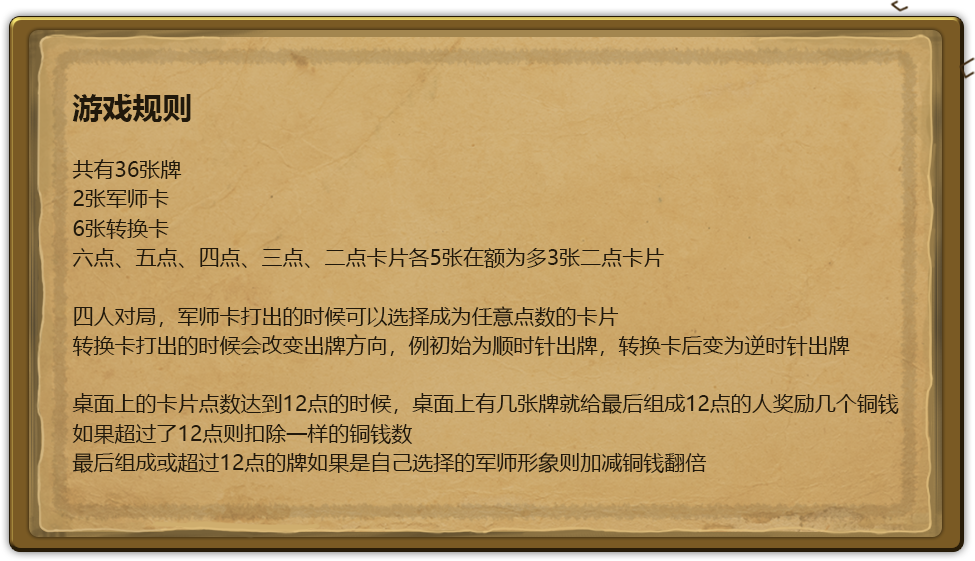 游戏规则
共有36张牌
2张军师卡
6张转换卡
六点、五点、四点、三点、二点卡片各5张在额为多3张二点卡片
四人对局，军师卡打出的时候可以选择成为任意点数的卡片
转换卡打出的时候会改变出牌方向，例初始为顺时针出牌，转换卡后变为逆时针出牌
桌面上的卡片点数达到12点的时候，桌面上有几张牌就给最后组成12点的人奖励几个铜钱
如果超过了12点则扣除一样的铜钱数
最后组成或超过12点的牌如果是自己选择的军师形象则加减铜钱翻倍